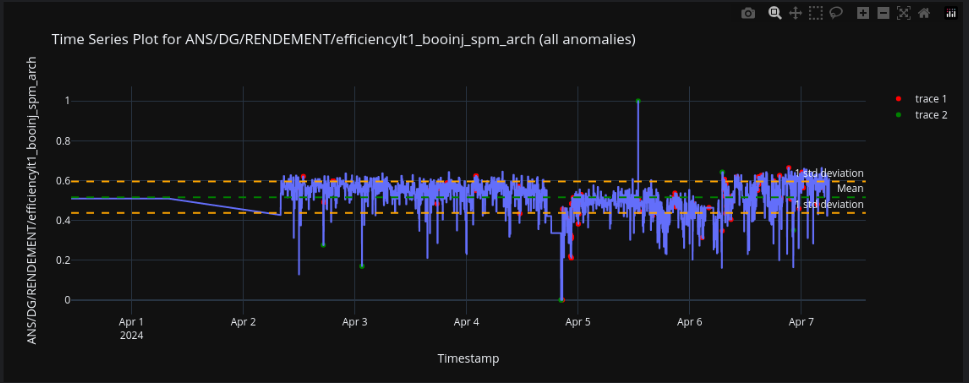 Time Series Plot for ANS/DG/RENDEMENT/efficiencylt1_booinj_spm_arch (all anomalies)
ANS/DG/RENDEMENT/efficiencylt1_booinj_spm_arch
1
0.8
0.6
0.4
0.2
0
trace 1
trace 2
1 std deviation
Mean
1 std deviation
Apr 1
2024
Apr 2
Apr 3
Apr 4
Apr 5
Apr 6
Apr 7
Timestamp